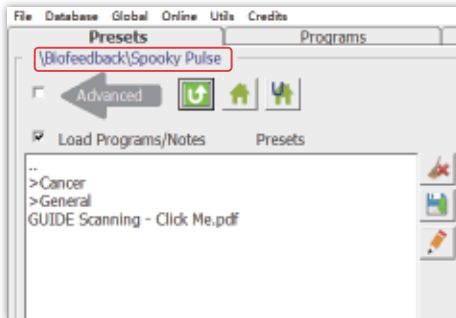 File Database Global Online Utils Credits
Presets Programs
\Biofeedback\Spooky Pulse
Advanced
Load Programs/Notes Presets
..
>Cancer
>General
GUIDE Scanning - Click Me.pdf